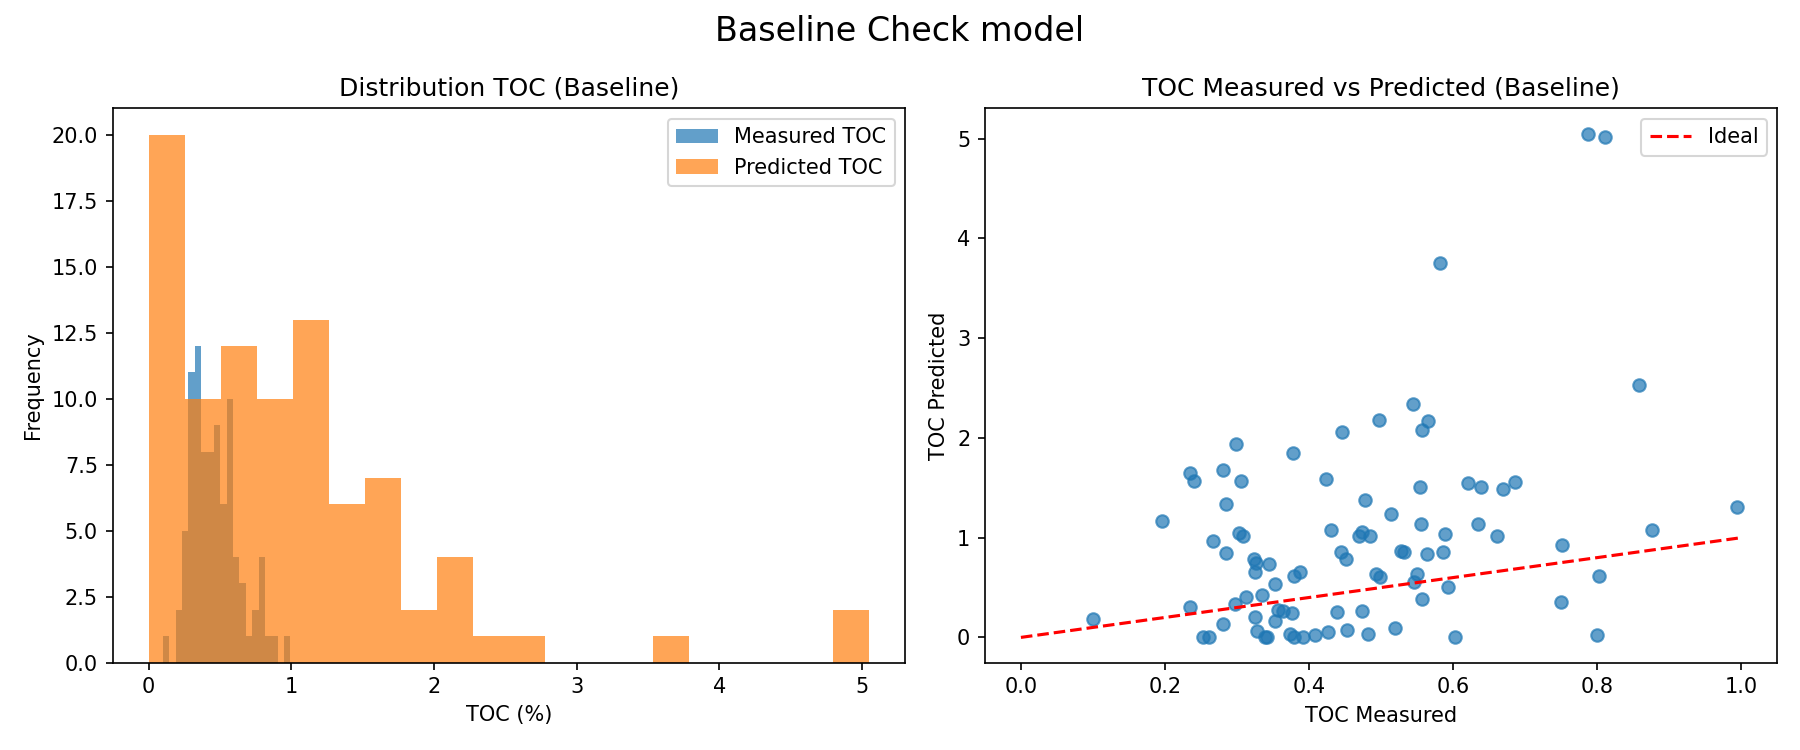 Baseline Check model
Distribution TOC (Baseline)
Measured TOC
Predicted TOC
Frequency
20.0
17.5
15.0
12.5
10.0
7.5
5.0
2.5
0.0
0 1 2 3 4 5
TOC (%)
TOC Measured vs Predicted (Baseline)
Ideal
TOC Predicted
5
4
3
2
1
0
0.0 0.2 0.4 0.6 0.8 1.0
TOC Measured